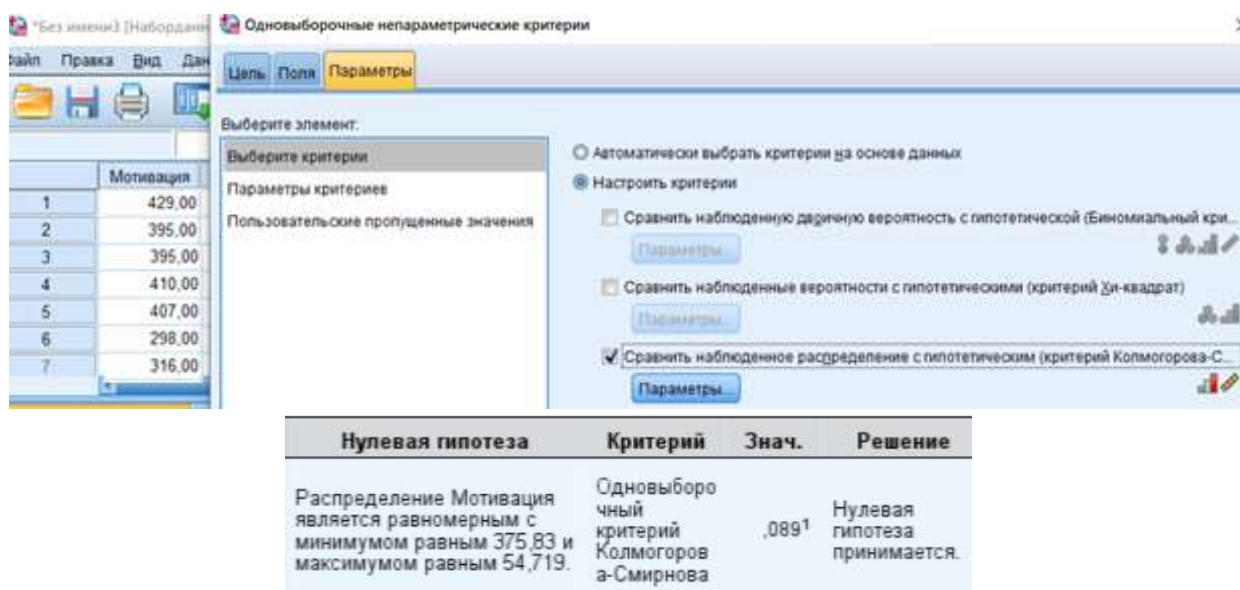 *Без имени3 [Набордан
Одновыборочные непараметрические критерии
Файл Правка Вид Дан
Цель Поля Параметры
Выберите элемент:
Выберите критерии
Параметры критериев
Пользовательские пропущенные значения
Автоматически выбрать критерии на основе данных
Настроить критерии
Сравнить наблюденную двоичную вероятность с гипотетической (Биномиальный кри...
Параметры...
Сравнить наблюденные вероятности с гипотетическими (критерий Хи-квадрат)
Параметры...
Сравнить наблюденное распределение с гипотетическим (критерий Колмогорова-С...
Параметры...
Мотивация
1 429,00
2 395,00
3 395,00
4 410,00
5 407,00
6 298,00
7 316,00
Нулевая гипотеза Критерий Знач. Решение
Распределение Мотивация
является равномерным с
минимумом равным 375,83 и
максимумом равным 54,719.
Одновыборо
чный
критерий
Колмогоров
а-Смирнова
,089¹
Нулевая
гипотеза
принимается.